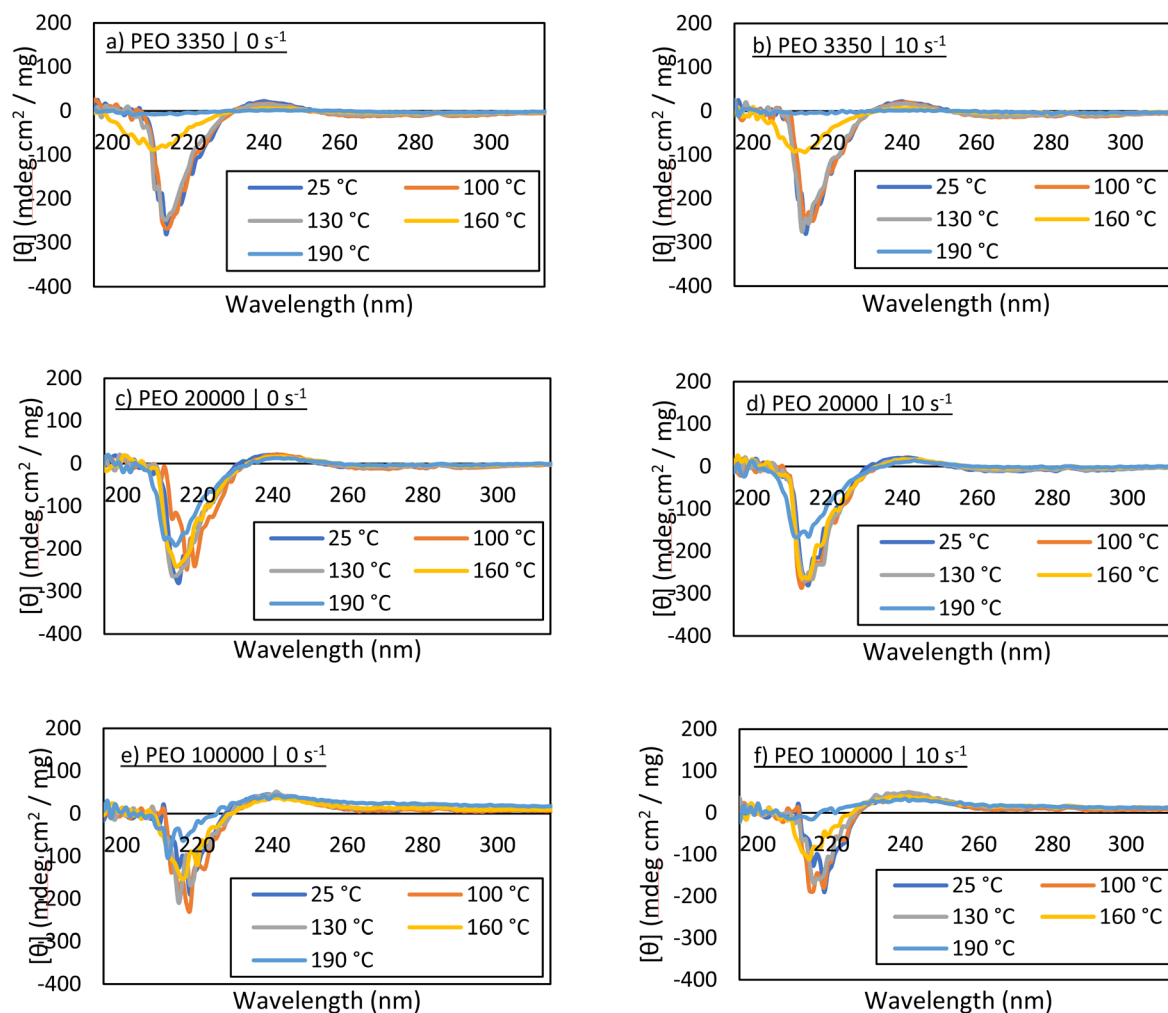 a) PEO 3350 | 0 s-1
200
100
0
-100
-200
-300
-400
200
220
240
260
280
300
[θ] (mdeg cm2 / mg)
25 °C
100 °C
130 °C
160 °C
190 °C
Wavelength (nm)
b) PEO 3350 | 10 s-1
200
100
0
-100
-200
-300
-400
200
220
240
260
280
300
[θ] (mdeg cm2 / mg)
25 °C
100 °C
130 °C
160 °C
190 °C
Wavelength (nm)
c) PEO 20000 | 0 s-1
200
100
0
-100
-200
-300
-400
200
220
240
260
280
300
[θ] (mdeg cm2 / mg)
25 °C
100 °C
130 °C
160 °C
190 °C
Wavelength (nm)
d) PEO 20000 | 10 s-1
200
100
0
-100
-200
-300
-400
200
220
240
260
280
300
[θ] (mdeg cm2 / mg)
25 °C
100 °C
130 °C
160 °C
190 °C
Wavelength (nm)
e) PEO 100000 | 0 s-1
200
100
0
-100
-200
-300
-400
200
220
240
260
280
300
[θ] (mdeg cm2 / mg)
25 °C
100 °C
130 °C
160 °C
190 °C
Wavelength (nm)
f) PEO 100000 | 10 s-1
200
100
0
-100
-200
-300
-400
200
220
240
260
280
300
[θ] (mdeg cm2 / mg)
25 °C
100 °C
130 °C
160 °C
190 °C
Wavelength (nm)